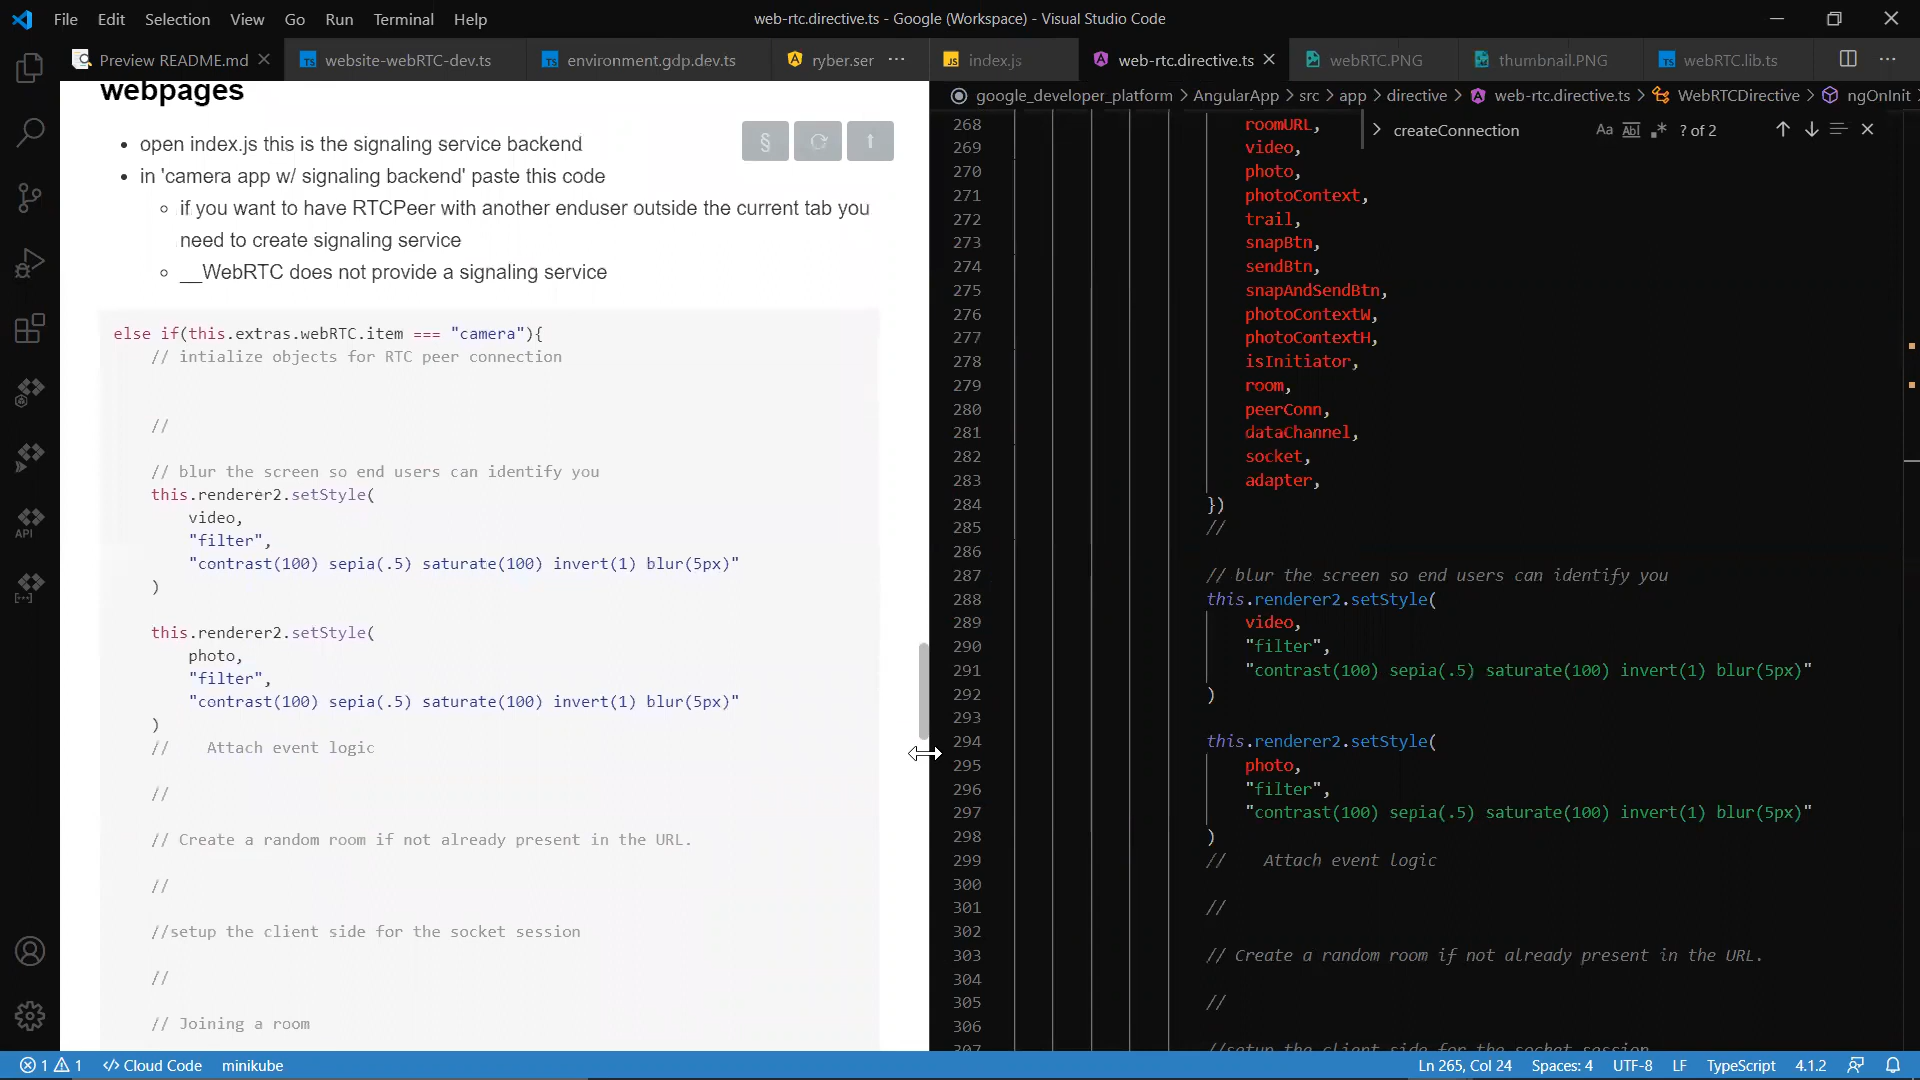 File Edit Selection View Go Run Terminal Help
web-rtc.directive.ts - Google (Workspace) - Visual Studio Code
Preview README.md
website-webRTC-dev.ts
environment.gdp.dev.ts
ryber.ser
index.js
web-rtc.directive.ts
webRTC.PNG
thumbnail.PNG
webRTC.lib.ts
google_developer_platform > AngularApp > src > app > directive > web-rtc.directive.ts > WebRTCDirective > ngOnInit >
createConnection
? of 2
webpages
open index.js this is the signaling service backend
in 'camera app w/ signaling backend' paste this code
if you want to have RTCPeer with another enduser outside the current tab you
need to create signaling service
__WebRTC does not provide a signaling service
else if(this.extras.webRTC.item === "camera"){
// intialize objects for RTC peer connection
//
// blur the screen so end users can identify you
this.renderer2.setStyle(
video,
"filter",
"contrast(100) sepia(.5) saturate(100) invert(1) blur(5px)"
)
this.renderer2.setStyle(
photo,
"filter",
"contrast(100) sepia(.5) saturate(100) invert(1) blur(5px)"
)
// Attach event logic
//
// Create a random room if not already present in the URL.
//
//setup the client side for the socket session
//
// Joining a room
268 roomURL,
269 video,
270 photo,
271 photoContext,
272 trail,
273 snapBtn,
274 sendBtn,
275 snapAndSendBtn,
276 photoContextW,
277 photoContextH,
278 isInitiator,
279 room,
280 peerConn,
281 dataChannel,
282 socket,
283 adapter,
284 })
285 //
286
287 // blur the screen so end users can identify you
288 this.renderer2.setStyle(
289 video,
290 "filter",
291 "contrast(100) sepia(.5) saturate(100) invert(1) blur(5px)"
292 )
293
294 this.renderer2.setStyle(
295 photo,
296 "filter",
297 "contrast(100) sepia(.5) saturate(100) invert(1) blur(5px)"
298 )
299 // Attach event logic
300
301 //
302
303 // Create a random room if not already present in the URL.
304
305 //
306
307 //setup the client side for the socket session
1 1 Cloud Code minikube
Ln 265, Col 24 Spaces: 4 UTF-8 LF TypeScript 4.1.2